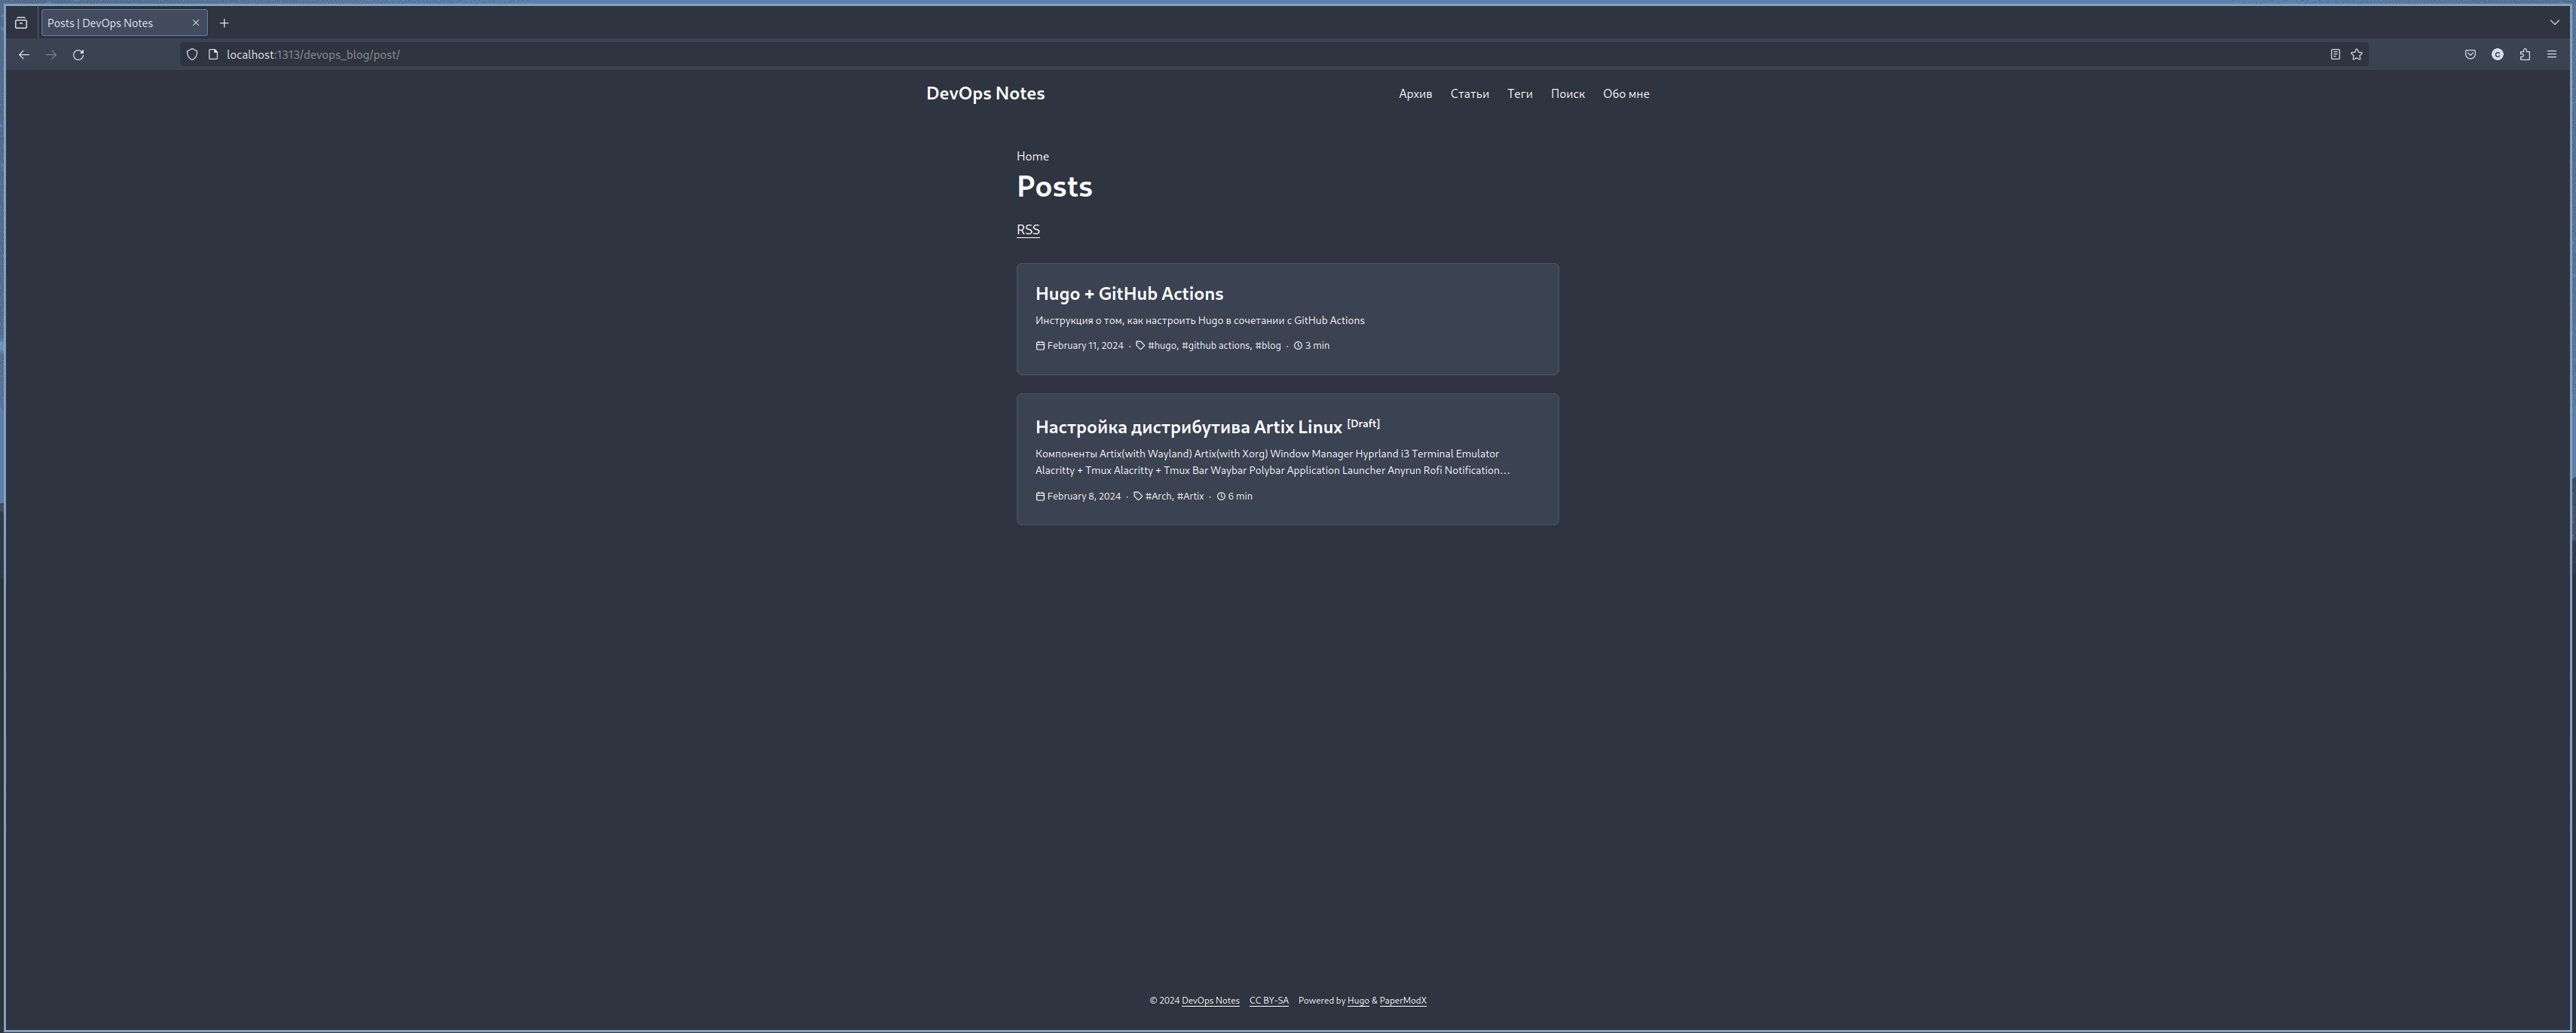 Posts | DevOps Notes
localhost:1313/devops_blog/post/
DevOps Notes
Архив Статьи Теги Поиск Обо мне
Home
Posts
RSS
Hugo + GitHub Actions
Инструкция о том, как настроить Hugo в сочетании с GitHub Actions
February 11, 2024 · #hugo, #github actions, #blog · 3 min
Настройка дистрибутива Artix Linux [Draft]
Компоненты Artix(with Wayland) Artix(with Xorg) Window Manager Hyprland i3 Terminal Emulator
Alacritty + Tmux Alacritty + Tmux Bar Waybar Polybar Application Launcher Anyrun Rofi Notification...
February 8, 2024 · #Arch, #Artix · 6 min
© 2024 DevOps Notes CC BY-SA Powered by Hugo & PaperModX